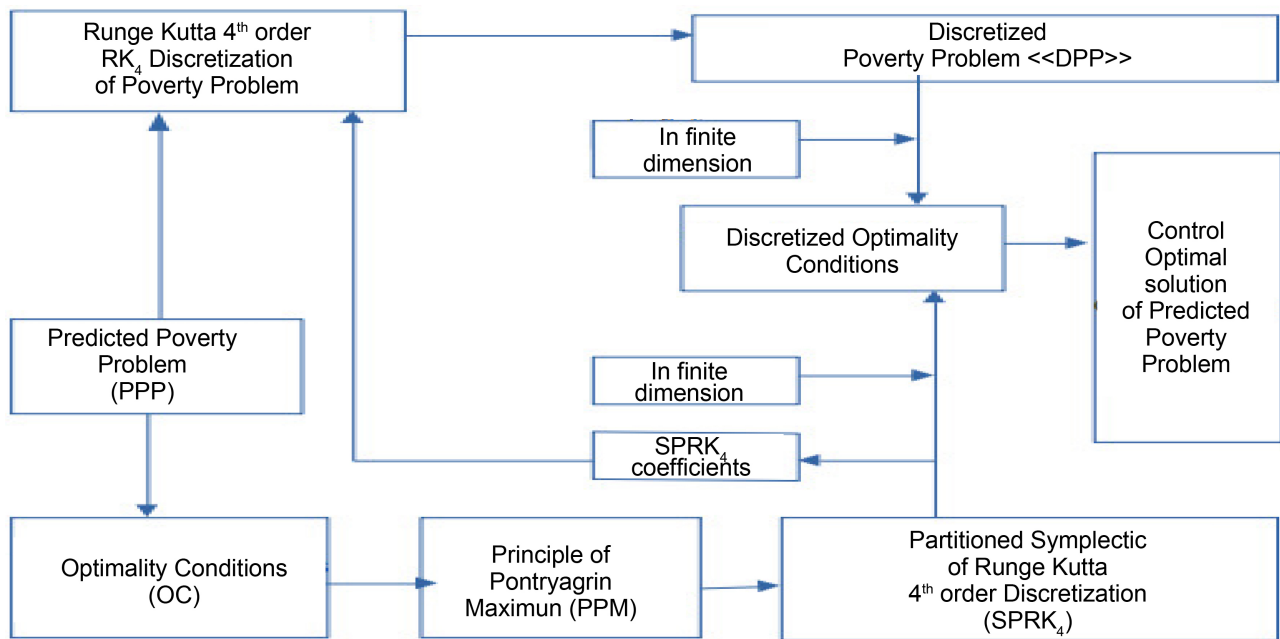 Runge Kutta 4th order
RK4 Discretization
of Poverty Problem
Discretized
Poverty Problem <<DPP>>
In finite
dimension
Discretized Optimality
Conditions
Control
Optimal
solution
of Predicted
Poverty
Problem
Predicted Poverty
Problem
(PPP)
In finite
dimension
SPRK4
coefficients
Optimality Conditions
(OC)
Principle of
Pontryagrin
Maximun (PPM)
Partitioned Symplectic
of Runge Kutta
4th order Discretization
(SPRK4)